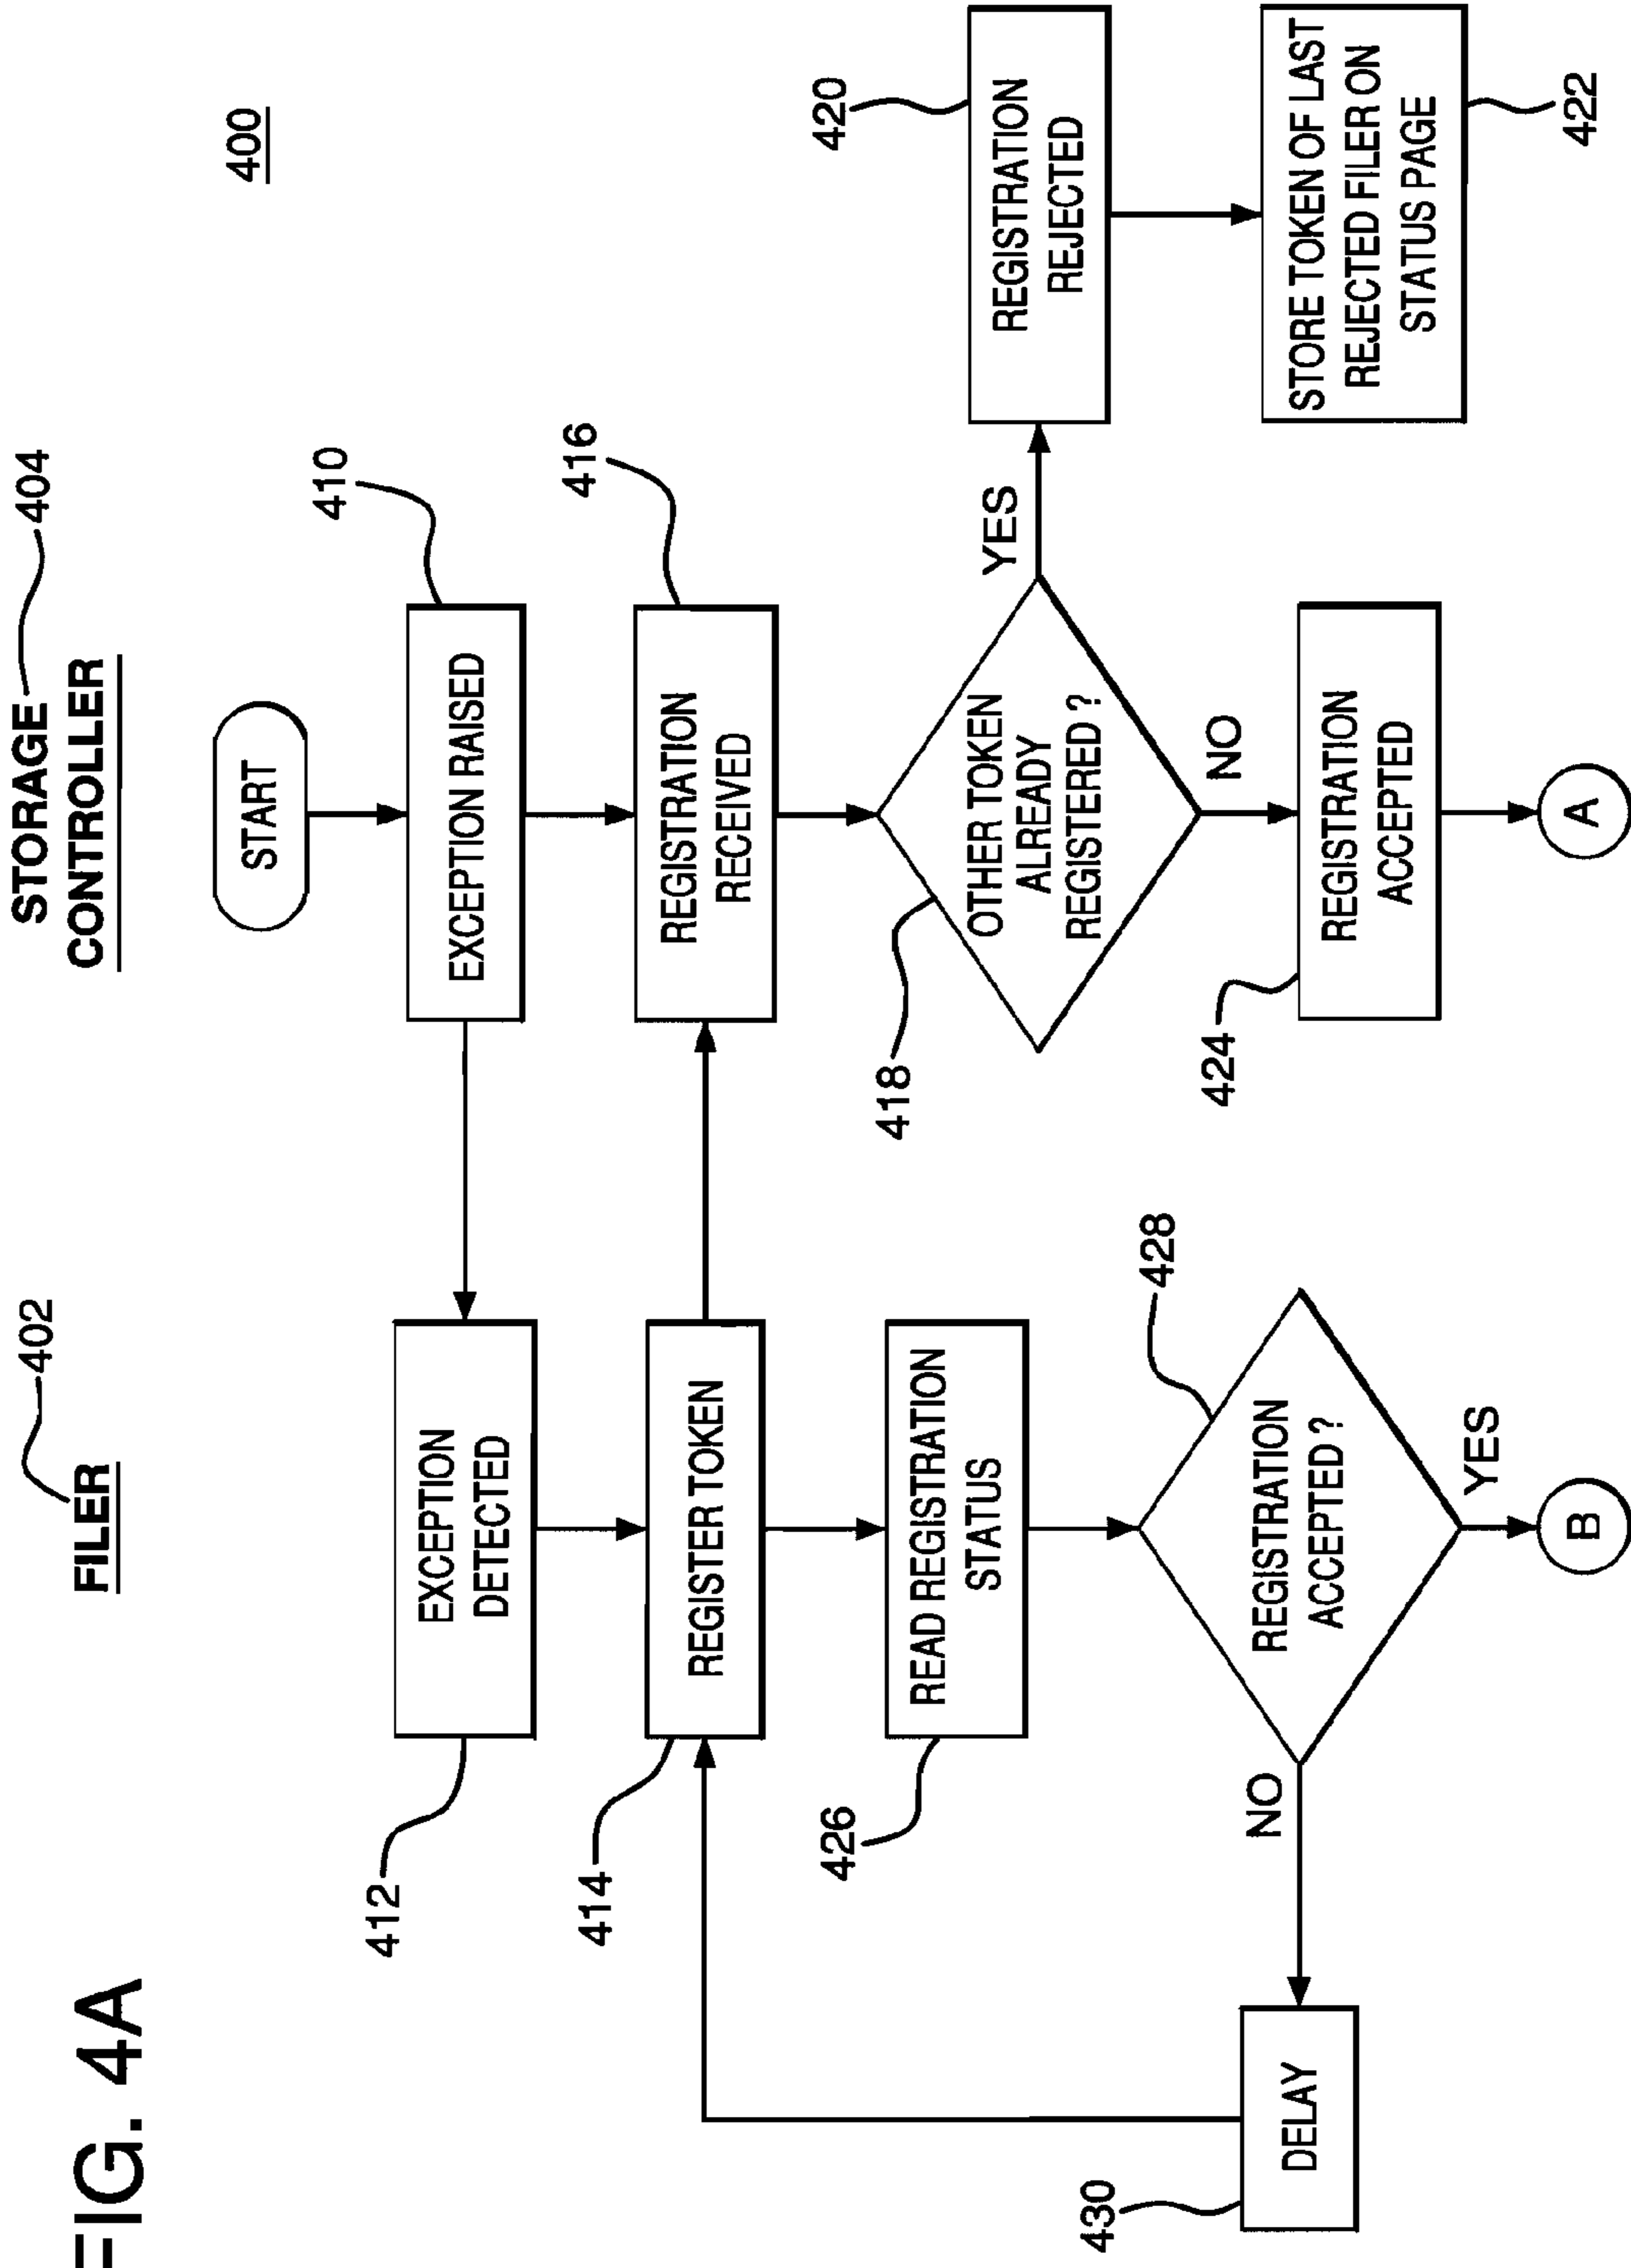 FIG. 4A
400
FILER
402
STORAGE
CONTROLLER
404
START
EXCEPTION RAISED
410
EXCEPTION
DETECTED
412
REGISTER TOKEN
414
REGISTRATION
RECEIVED
416
OTHER TOKEN
ALREADY
REGISTERED ?
418
YES
REGISTRATION
REJECTED
420
STORE TOKEN OF LAST
REJECTED FILER ON
STATUS PAGE
422
NO
REGISTRATION
ACCEPTED
424
A
READ REGISTRATION
STATUS
426
REGISTRATION
ACCEPTED ?
428
NO
DELAY
430
YES
B